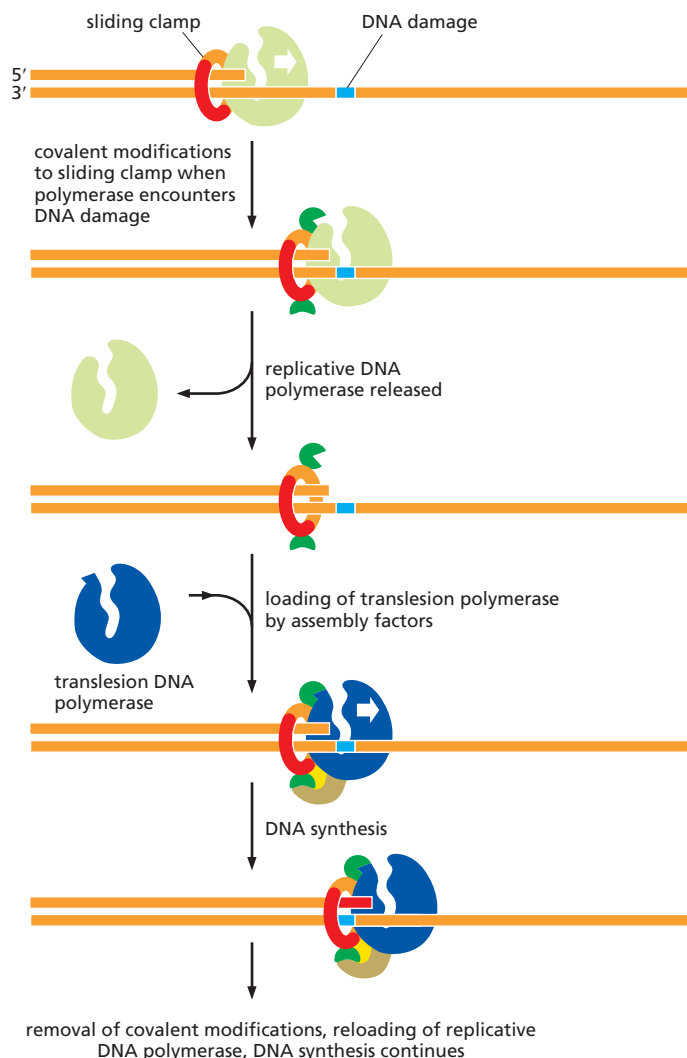 sliding clamp
DNA damage
5′
3′
covalent modifications
to sliding clamp when
polymerase encounters
DNA damage
replicative DNA
polymerase released
loading of translesion polymerase
by assembly factors
translesion DNA
polymerase
DNA synthesis
removal of covalent modifications, reloading of replicative
DNA polymerase, DNA synthesis continues